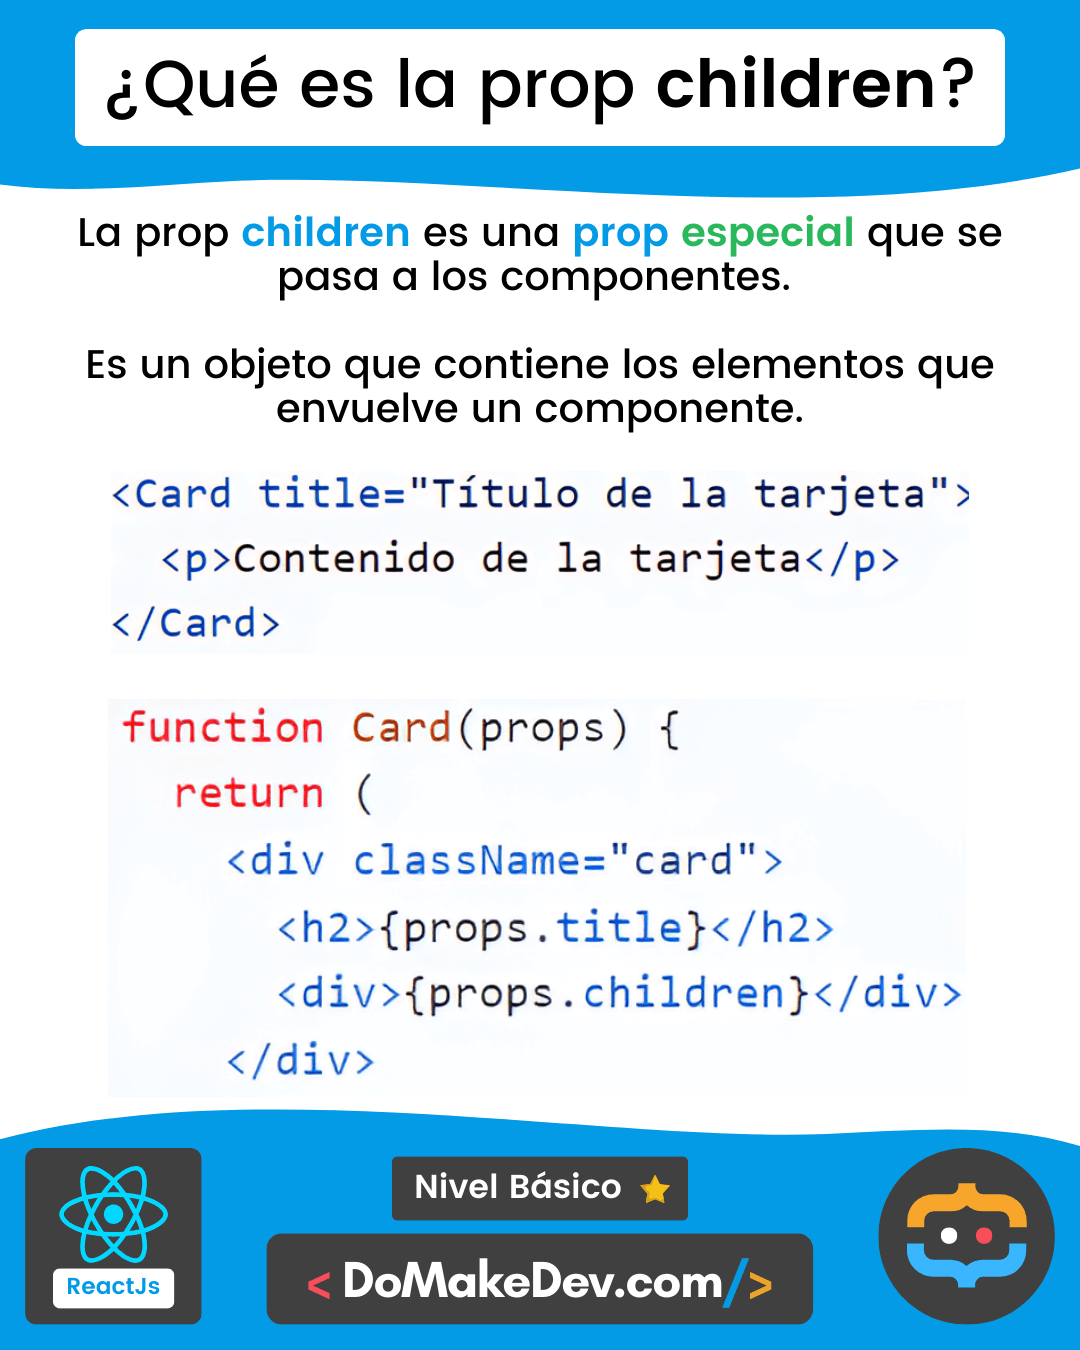 ¿Qué es la prop children?
La prop children es una prop especial que se
pasa a los componentes.
Es un objeto que contiene los elementos que
envuelve un componente.
<Card title="Título de la tarjeta">
<p>Contenido de la tarjeta</p>
</Card>
function Card(props) {
return (
<div className="card">
<h2>{props.title}</h2>
<div>{props.children}</div>
</div>
ReactJs
Nivel Básico
< DoMakeDev.com/>